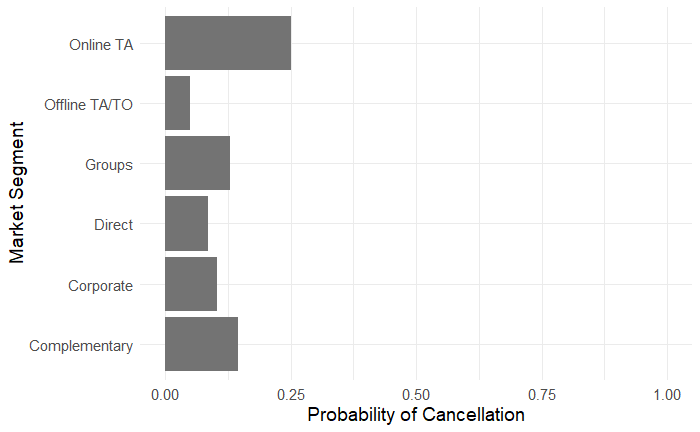 Market Segment
Online TA
Offline TA/TO
Groups
Direct
Corporate
Complementary
0.00 0.25 0.50 0.75 1.00
Probability of Cancellation